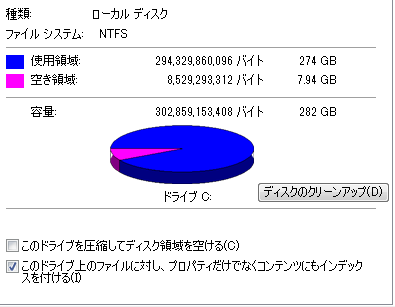 種類: ローカル ディスク
ファイル システム: NTFS
使用領域: 294,329,860,096 バイト 274 GB
空き領域: 8,529,293,312 バイト 7.94 GB
容量: 302,859,153,408 バイト 282 GB
ドライブ C:
ディスクのクリーンアップ(D)
このドライブを圧縮してディスク領域を空ける(C)
このドライブ上のファイルに対し、プロパティだけでなくコンテンツにもインデック
スを付ける(I)